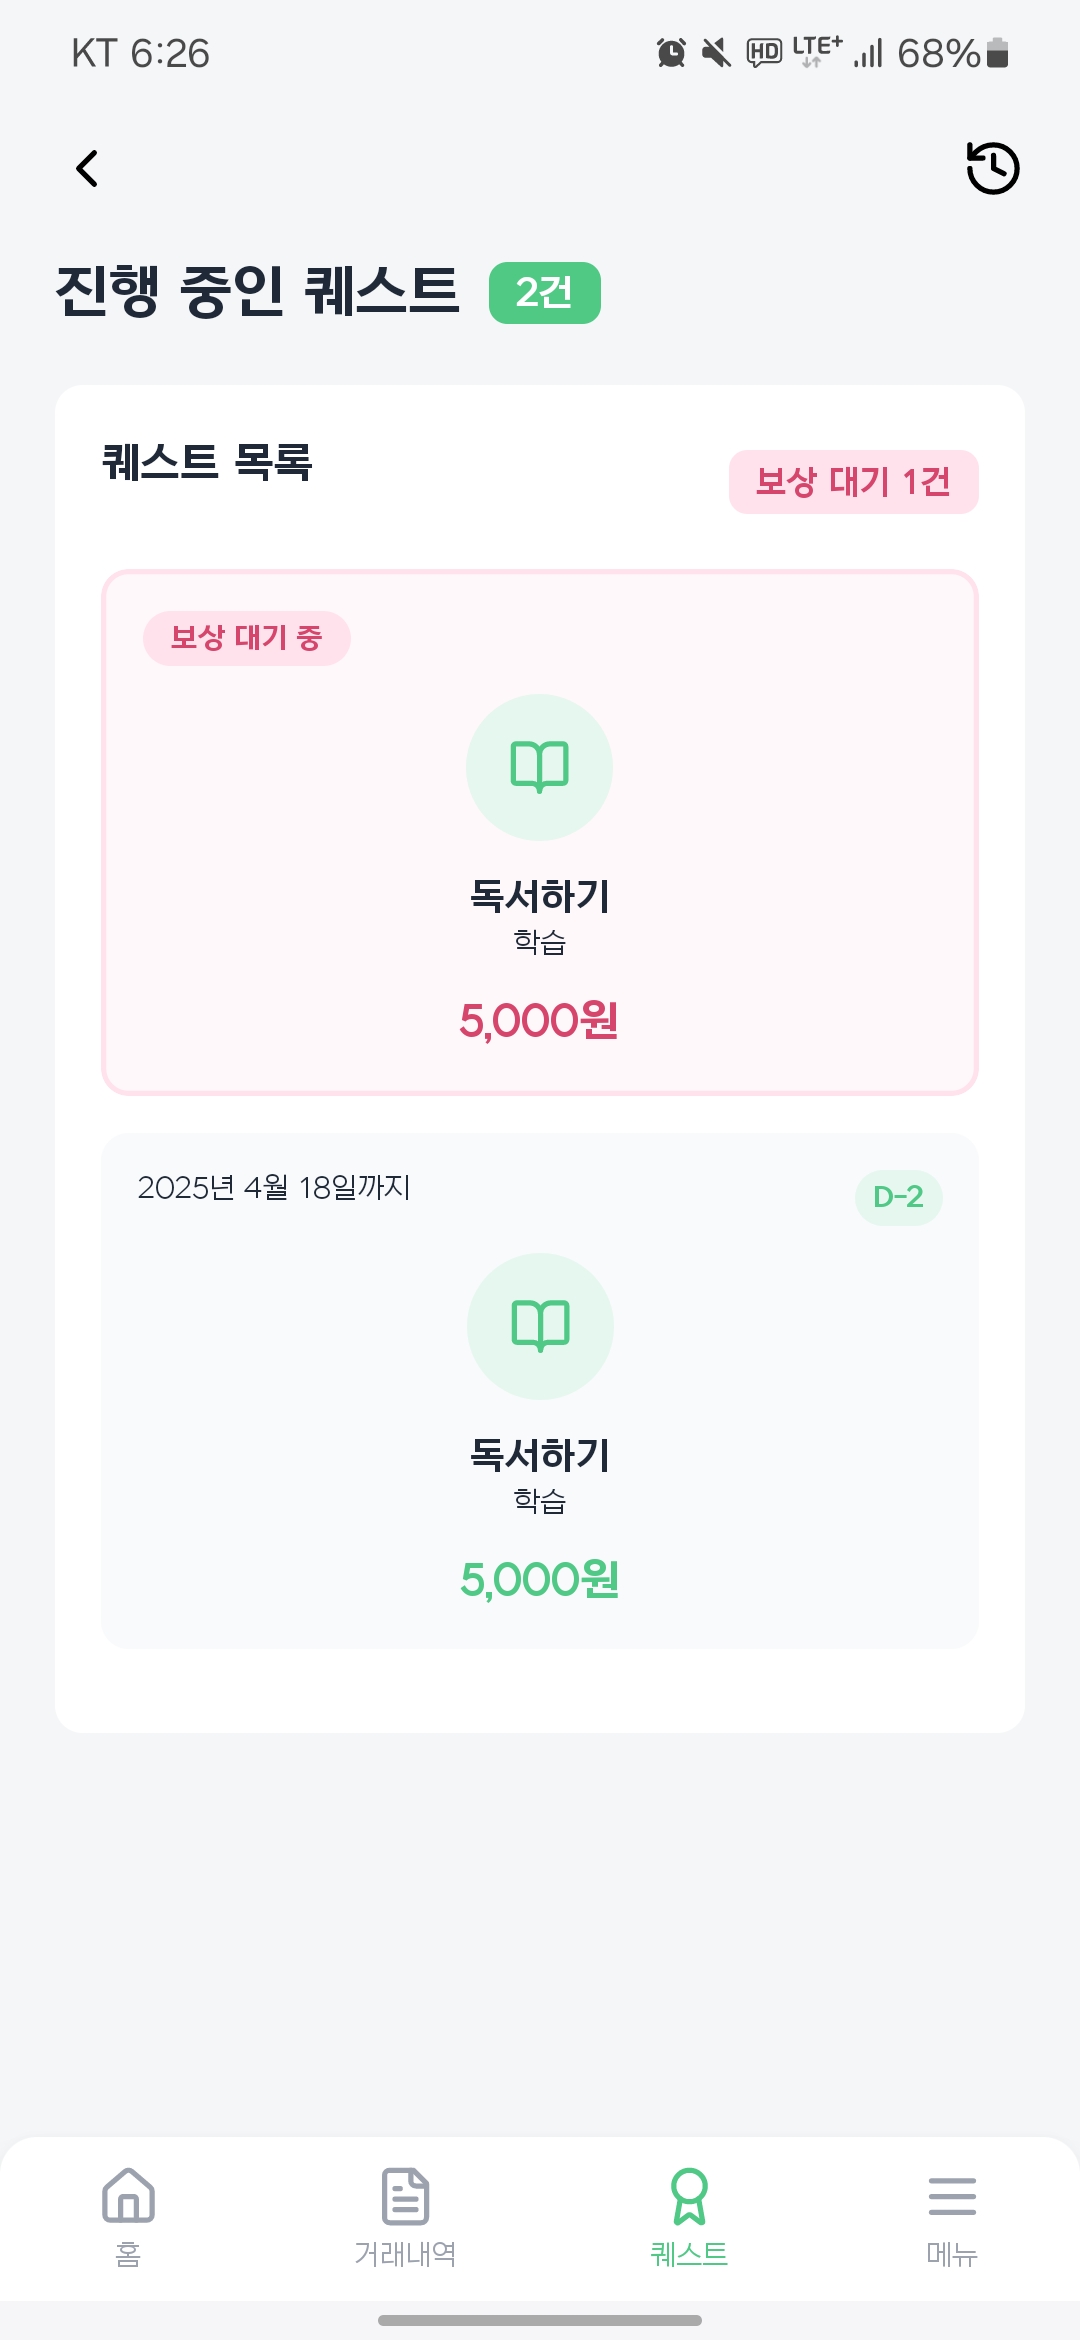 KT 6:26 HD LTE+ 68%
진행 중인 퀘스트 2건
퀘스트 목록
보상 대기 1건
보상 대기 중
독서하기
학습
5,000원
2025년 4월 18일까지 D-2
독서하기
학습
5,000원
홈 거래내역 퀘스트 메뉴